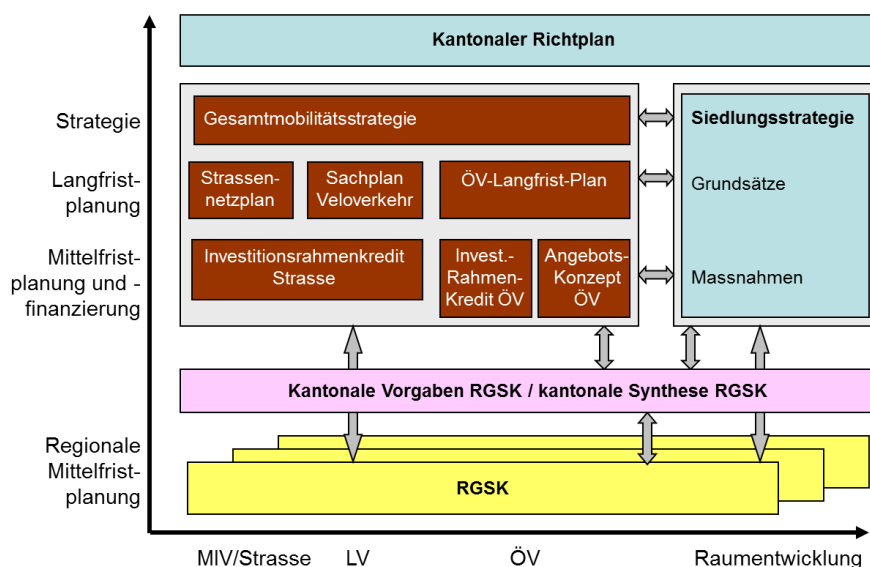 Kantonaler Richtplan
Strategie
Gesamtmobilitätsstrategie
Siedlungsstrategie
Langfrist-
planung
Strassen-
netzplan
Sachplan
Veloverkehr
ÖV-Langfrist-Plan
Grundsätze
Mittelfrist-
planung und -
finanzierung
Investitionsrahmenkredit
Strasse
Invest.-
Rahmen-
Kredit ÖV
Angebots-
Konzept
ÖV
Massnahmen
Kantonale Vorgaben RGSK / kantonale Synthese RGSK
Regionale
Mittelfrist-
planung
RGSK
MIV/Strasse
LV
ÖV
Raumentwicklung